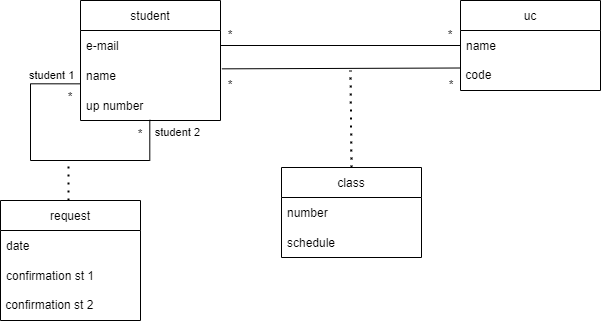 student
e-mail
name
up number
uc
name
code
*
*
*
*
student 1
*
*
student 2
class
number
schedule
request
date
confirmation st 1
confirmation st 2